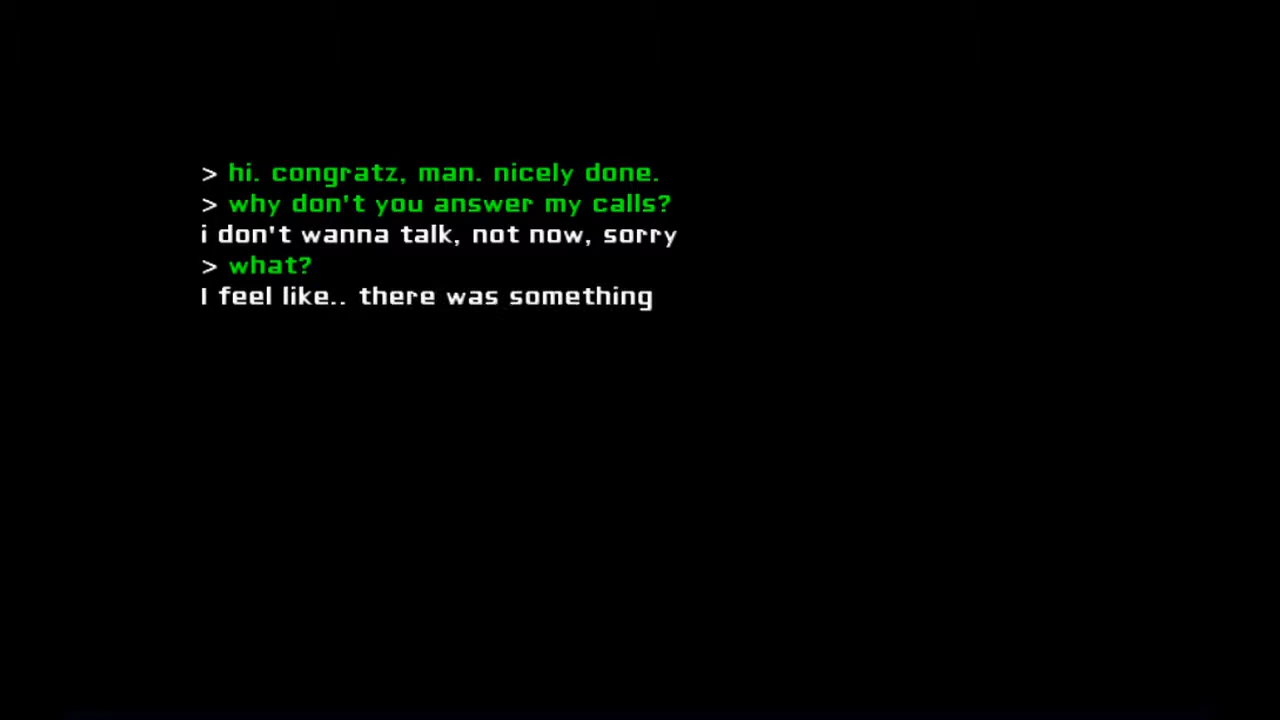 > hi. congratz, man. nicely done.
> why don't you answer my calls?
i don't wanna talk, not now, sorry
> what?
I feel like.. there was something